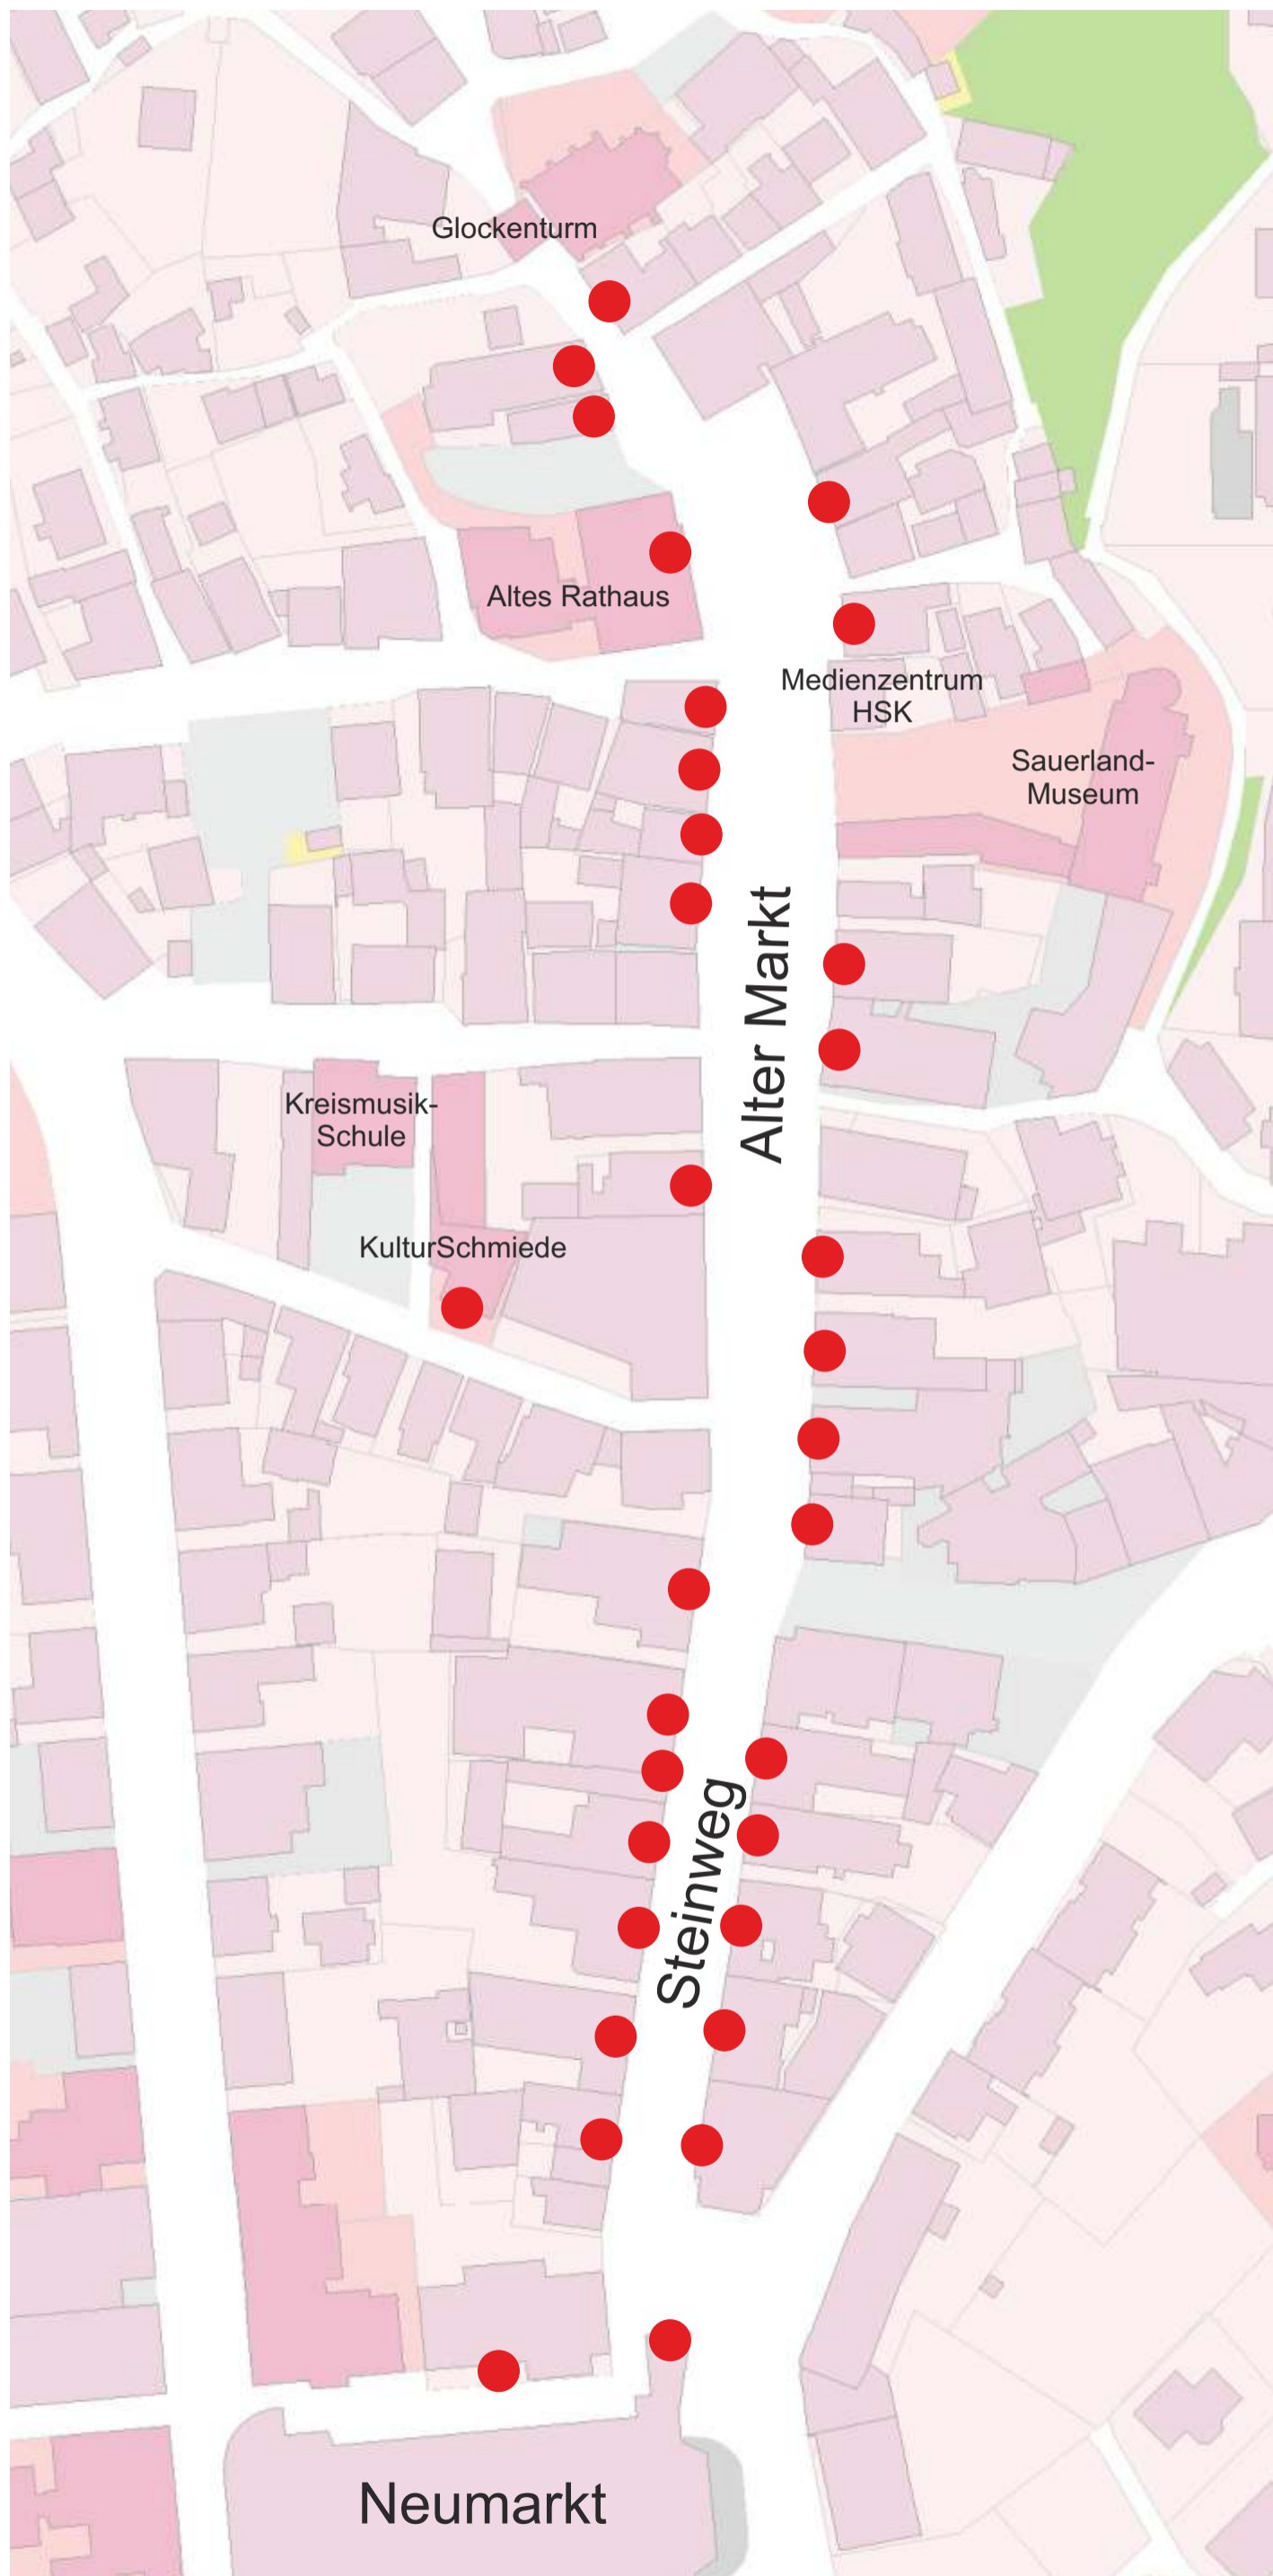 Glockenturm
Altes Rathaus
Medienzentrum
HSK
Sauerland-
Museum
Alter Markt
Kreismusik-
Schule
KulturSchmiede
Steinweg
Neumarkt